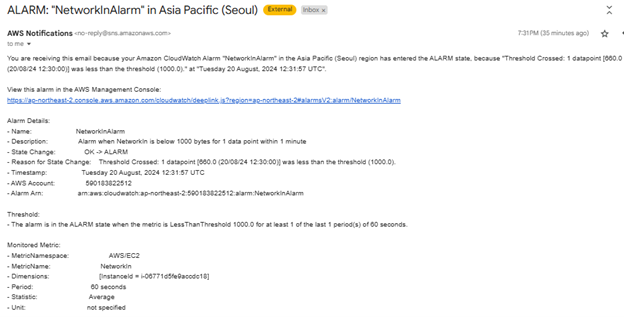 ALARM: "NetworkInAlarm" in Asia Pacific (Seoul) External Inbox ×
AWS Notifications <no-reply@sns.amazonaws.com> 7:31PM (35 minutes ago)
to me
You are receiving this email because your Amazon CloudWatch Alarm "NetworkInAlarm" in the Asia Pacific (Seoul) region has entered the ALARM state, because "Threshold Crossed: 1 datapoint [660.0
(20/08/24 12:30:00)] was less than the threshold (1000.0)." at "Tuesday 20 August, 2024 12:31:57 UTC".
View this alarm in the AWS Management Console:
https://ap-northeast-2.console.aws.amazon.com/cloudwatch/deeplink.js?region=ap-northeast-2#alarmsV2:alarm/NetworkInAlarm
Alarm Details:
- Name: NetworkInAlarm
- Description: Alarm when NetworkIn is below 1000 bytes for 1 data point within 1 minute
- State Change: OK -> ALARM
- Reason for State Change: Threshold Crossed: 1 datapoint [660.0 (20/08/24 12:30:00)] was less than the threshold (1000.0).
- Timestamp: Tuesday 20 August, 2024 12:31:57 UTC
- AWS Account: 590183822512
- Alarm Arn: arn:aws:cloudwatch:ap-northeast-2:590183822512:alarm:NetworkInAlarm
Threshold:
- The alarm is in the ALARM state when the metric is LessThanThreshold 1000.0 for at least 1 of the last 1 period(s) of 60 seconds.
Monitored Metric:
- MetricNamespace: AWS/EC2
- MetricName: NetworkIn
- Dimensions: [InstanceId = i-06771d5fe9accdc18]
- Period: 60 seconds
- Statistic: Average
- Unit: not specified